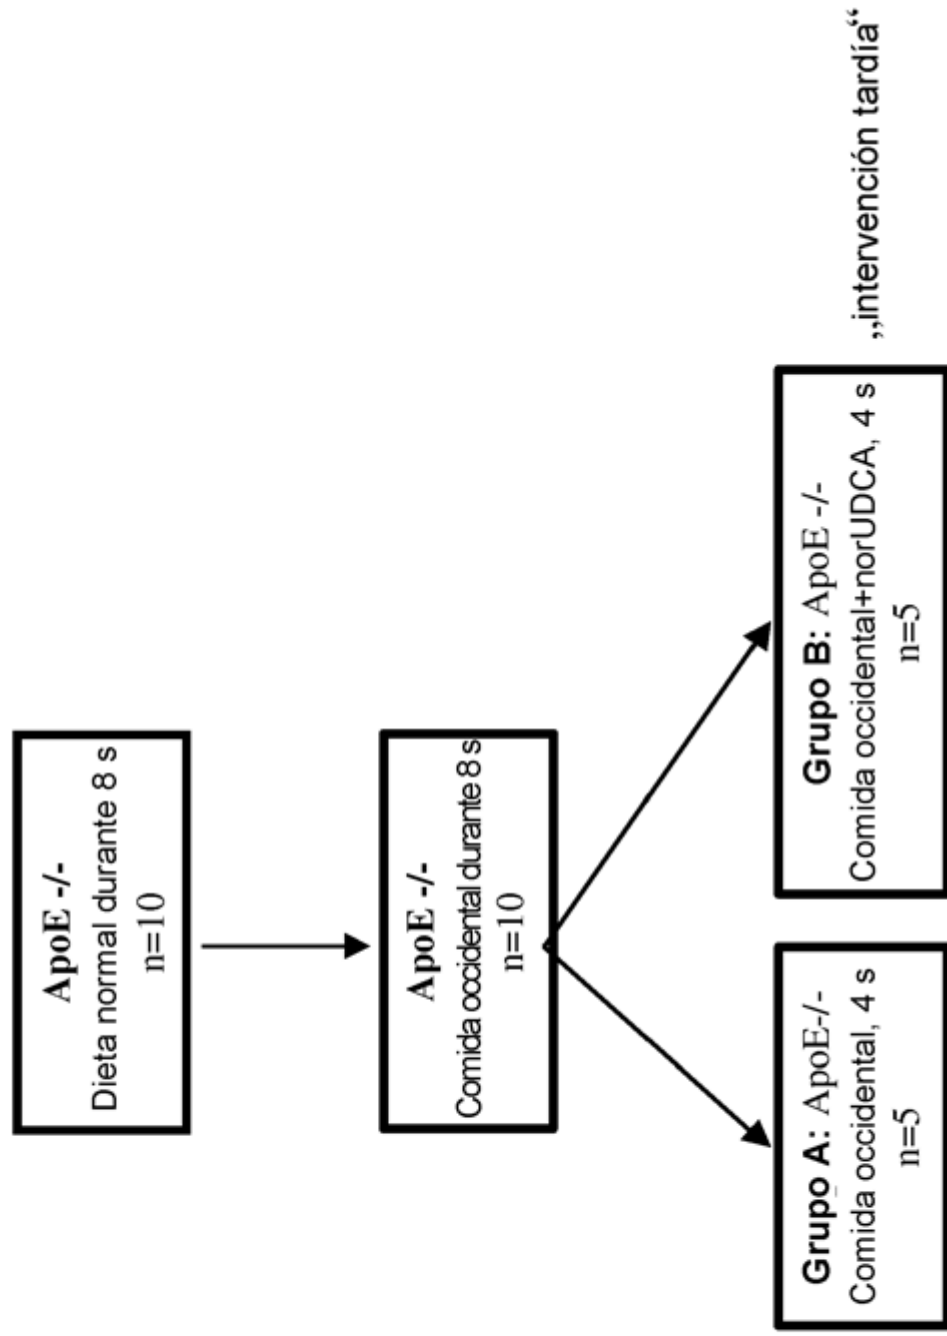 ApoE -/-
Dieta normal durante 8 s
n=10
ApoE -/-
Comida occidental durante 8 s
n=10
Grupo A: ApoE-/-
Comida occidental, 4 s
n=5
Grupo B: ApoE -/-
Comida occidental+norUDCA, 4 s
n=5
„intervención tardía“